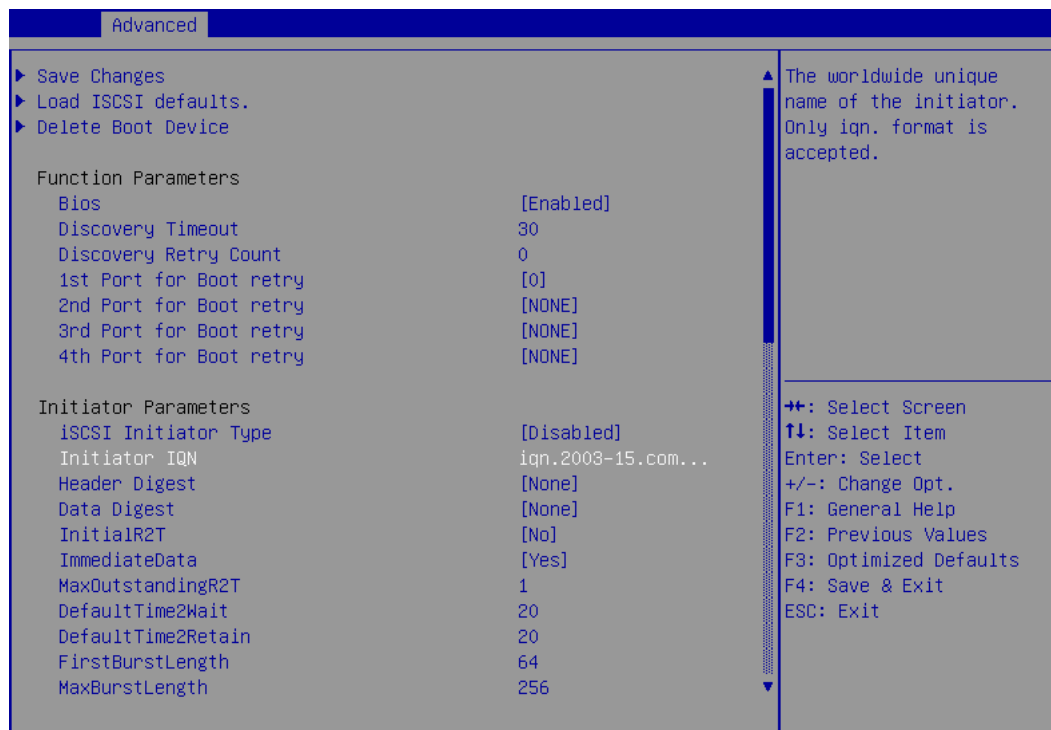 Advanced
Save Changes
Load ISCSI defaults.
Delete Boot Device
Function Parameters
Bios [Enabled]
Discovery Timeout 30
Discovery Retry Count 0
1st Port for Boot retry [0]
2nd Port for Boot retry [NONE]
3rd Port for Boot retry [NONE]
4th Port for Boot retry [NONE]
Initiator Parameters
iSCSI Initiator Type [Disabled]
Initiator IQN iqn.2003-15.com...
Header Digest [None]
Data Digest [None]
InitialR2T [No]
ImmediateData [Yes]
MaxOutstandingR2T 1
DefaultTime2Wait 20
DefaultTime2Retain 20
FirstBurstLength 64
MaxBurstLength 256
The worldwide unique
name of the initiator.
Only iqn. format is
accepted.
→←: Select Screen
↑↓: Select Item
Enter: Select
+/-: Change Opt.
F1: General Help
F2: Previous Values
F3: Optimized Defaults
F4: Save & Exit
ESC: Exit